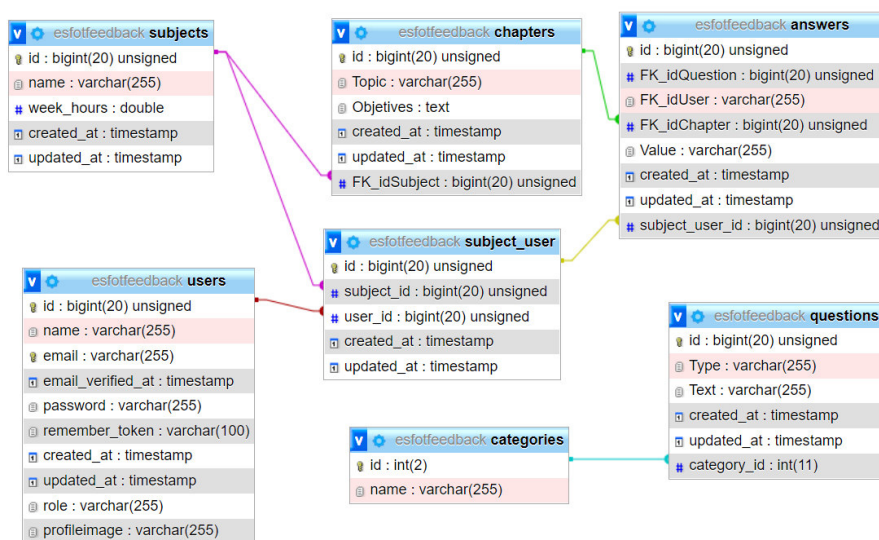 esfotfeedback subjects
id : bigint(20) unsigned
name : varchar(255)
# week_hours : double
created_at : timestamp
updated_at : timestamp
esfotfeedback chapters
id : bigint(20) unsigned
Topic : varchar(255)
Objetives : text
created_at : timestamp
updated_at : timestamp
# FK_idSubject : bigint(20) unsigned
esfotfeedback answers
id : bigint(20) unsigned
# FK_idQuestion : bigint(20) unsigned
FK_idUser : varchar(255)
# FK_idChapter : bigint(20) unsigned
Value : varchar(255)
created_at : timestamp
updated_at : timestamp
# subject_user_id : bigint(20) unsigned
esfotfeedback subject_user
id : bigint(20) unsigned
# subject_id : bigint(20) unsigned
# user_id : bigint(20) unsigned
created_at : timestamp
updated_at : timestamp
esfotfeedback users
id : bigint(20) unsigned
name : varchar(255)
email : varchar(255)
email_verified_at : timestamp
password : varchar(255)
remember_token : varchar(100)
created_at : timestamp
updated_at : timestamp
role : varchar(255)
profileimage : varchar(255)
esfotfeedback categories
id : int(2)
name : varchar(255)
esfotfeedback questions
id : bigint(20) unsigned
Type : varchar(255)
Text : varchar(255)
created_at : timestamp
updated_at : timestamp
# category_id : int(11)